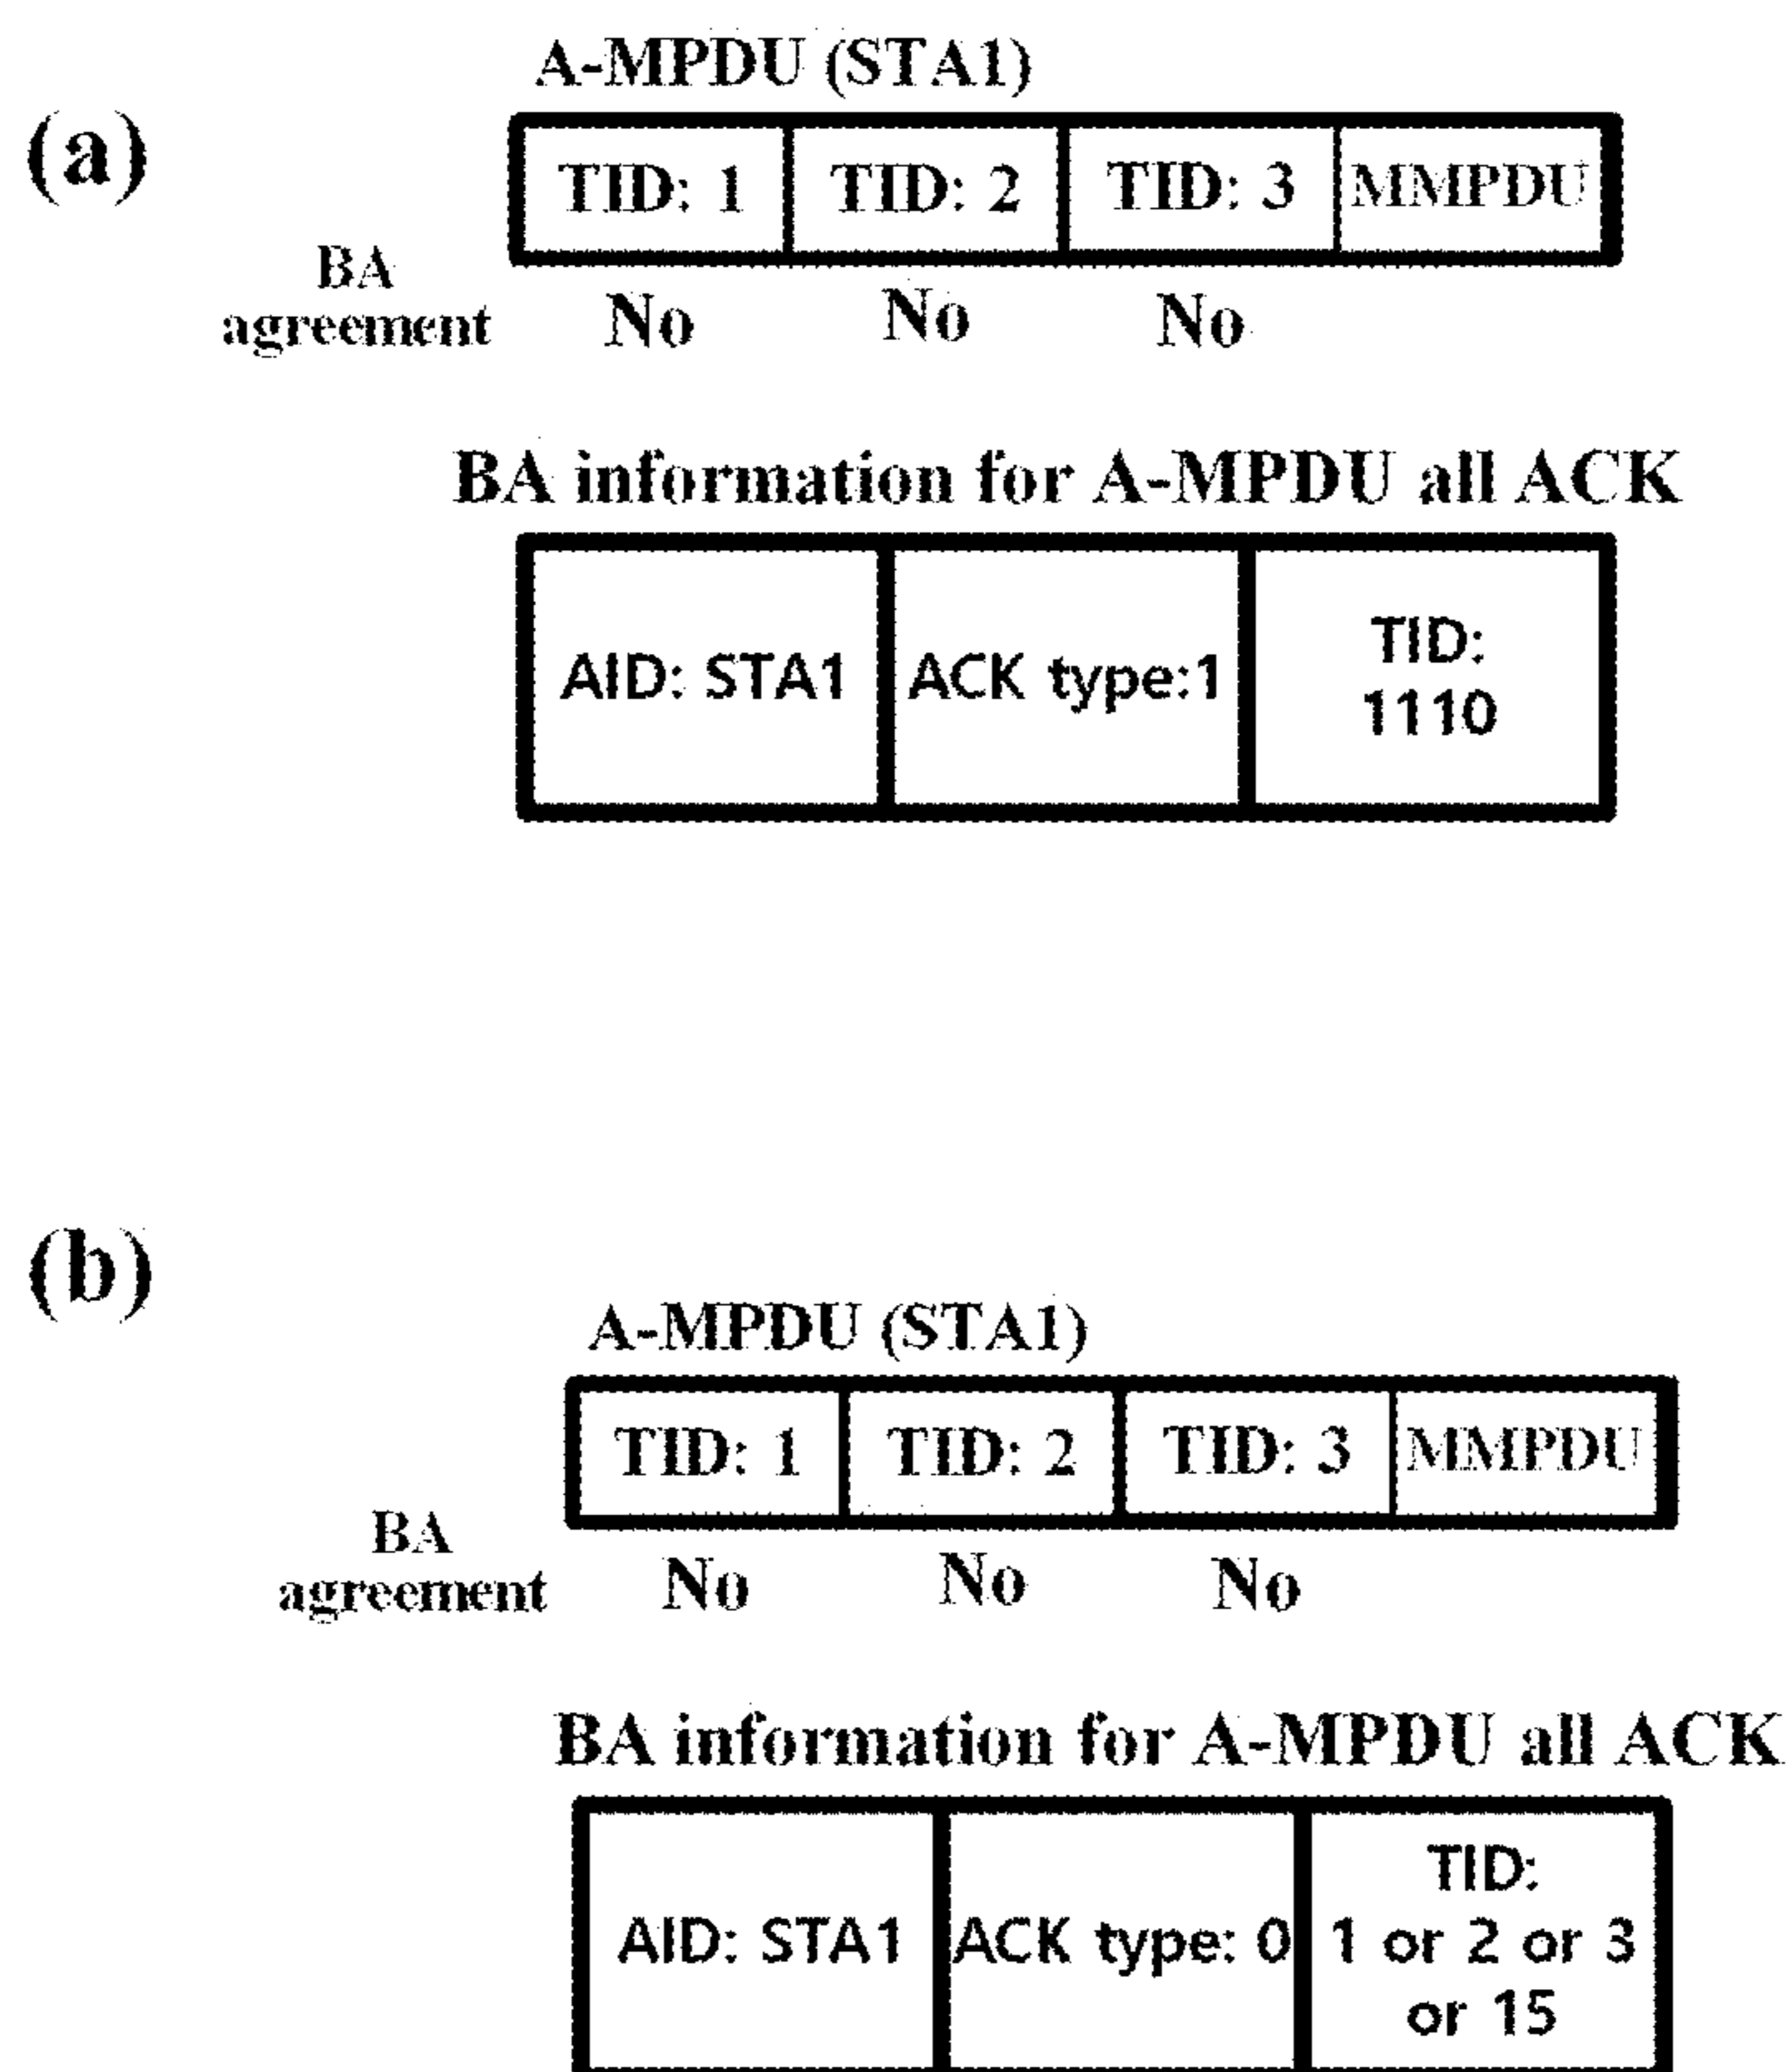 (a)
A-MPDU (STA1)
TID: 1 TID: 2 TID: 3 MMPDU
BA agreement No No No
BA information for A-MPDU all ACK
AID: STA1 ACK type:1 TID: 1110
(b)
A-MPDU (STA1)
TID: 1 TID: 2 TID: 3 MMPDU
BA agreement No No No
BA information for A-MPDU all ACK
AID: STA1 ACK type: 0 TID: 1 or 2 or 3 or 15